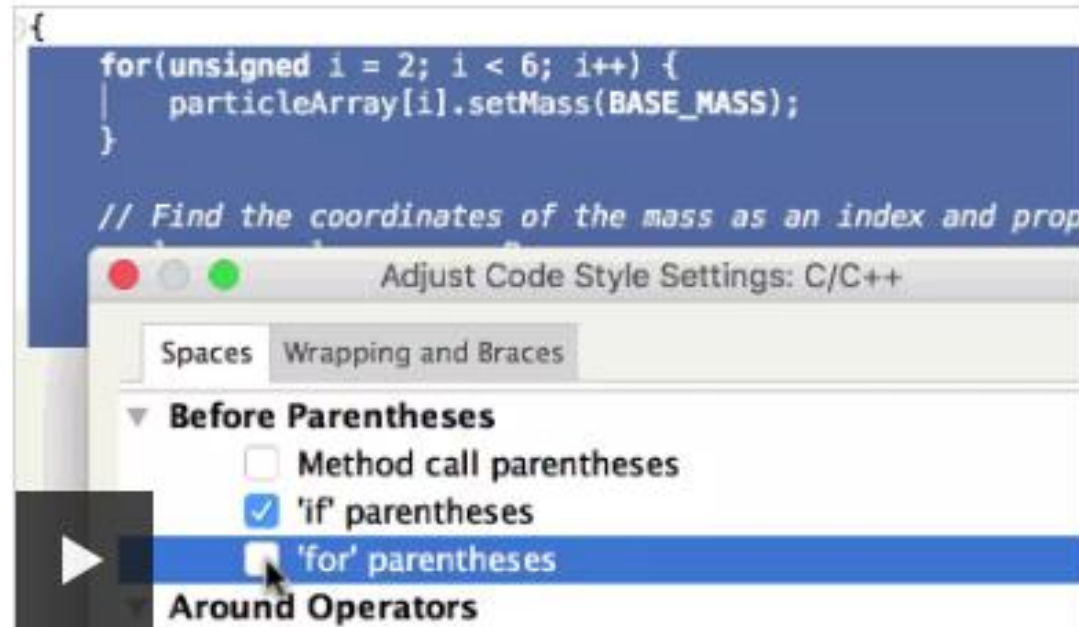 {
for(unsigned i = 2; i < 6; i++) {
particleArray[i].setMass(BASE_MASS);
}
// Find the coordinates of the mass as an index and prop
Adjust Code Style Settings: C/C++
Spaces Wrapping and Braces
Before Parentheses
Method call parentheses
'if' parentheses
'for' parentheses
Around Operators